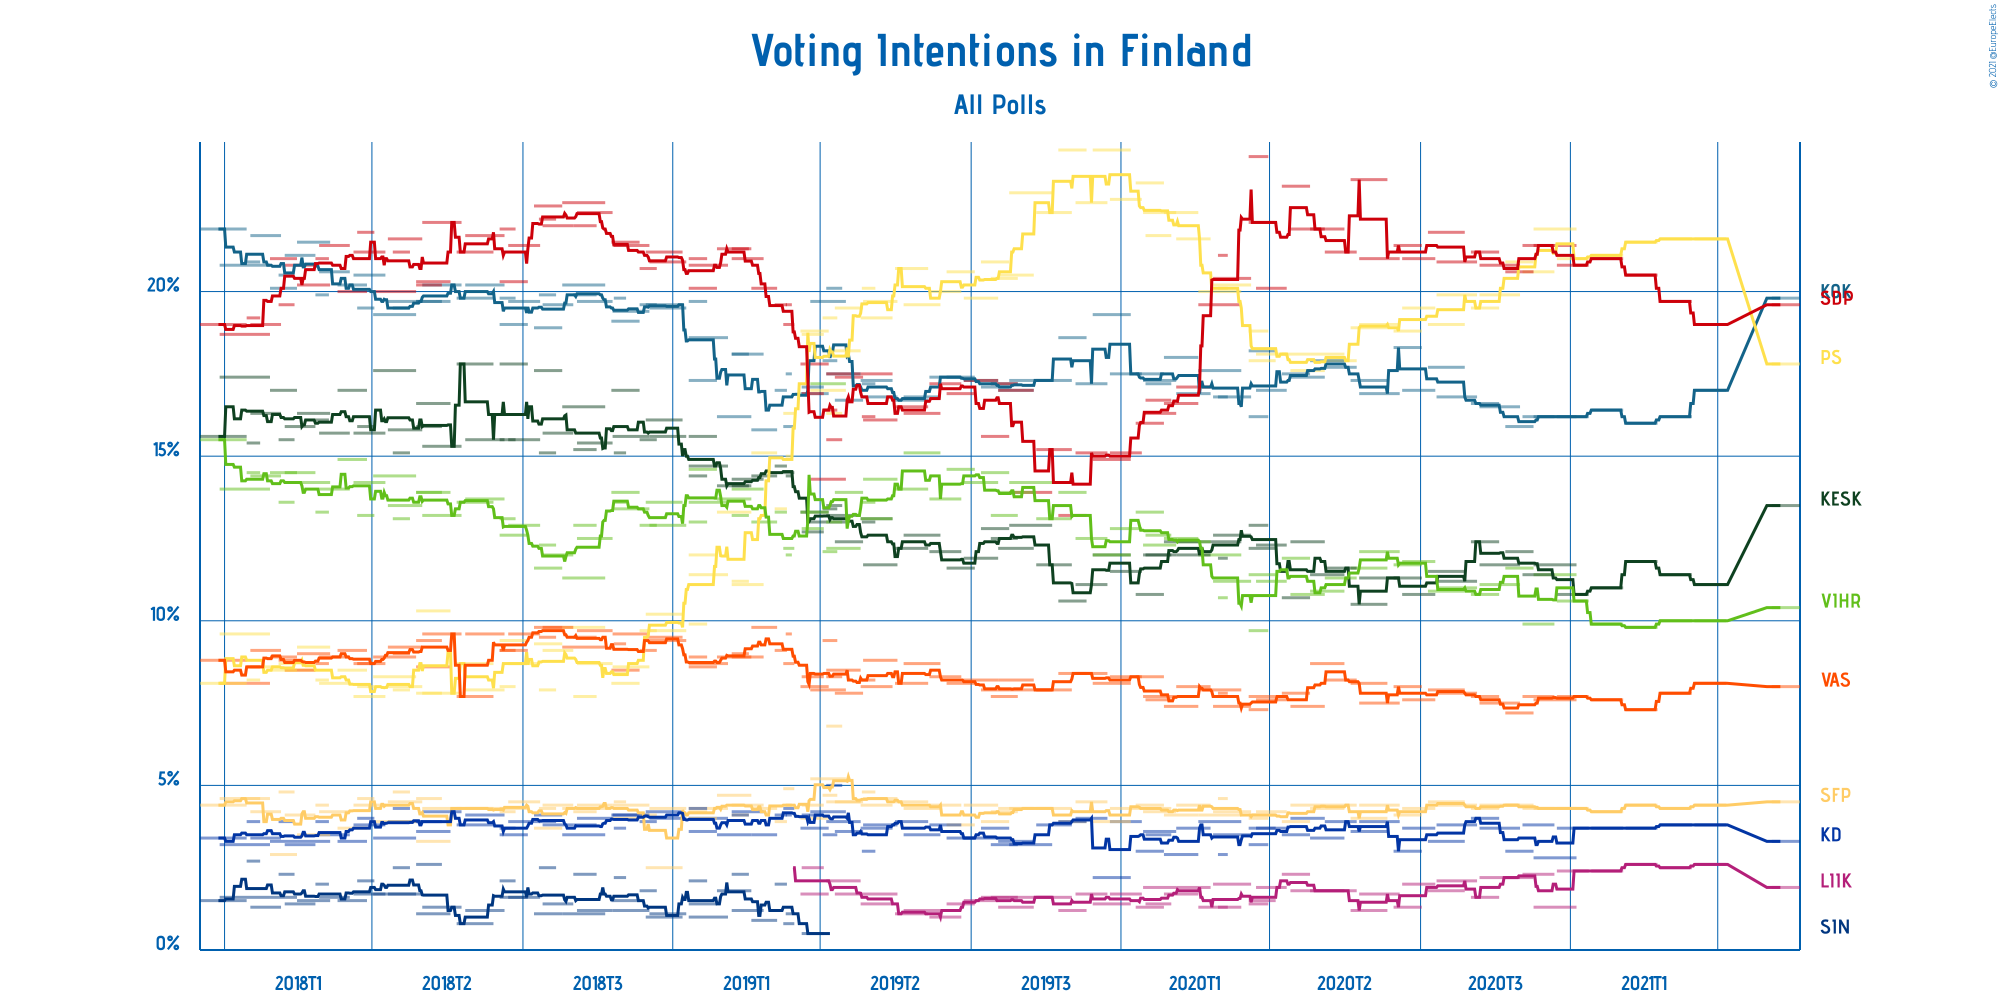 © 2021 @EuropeElects
Voting Intentions in Finland
All Polls
20%
15%
10%
5%
0%
KOK
SDP
PS
KESK
VIHR
VAS
SFP
KD
LIIK
SIN
2018T1
2018T2
2018T3
2019T1
2019T2
2019T3
2020T1
2020T2
2020T3
2021T1